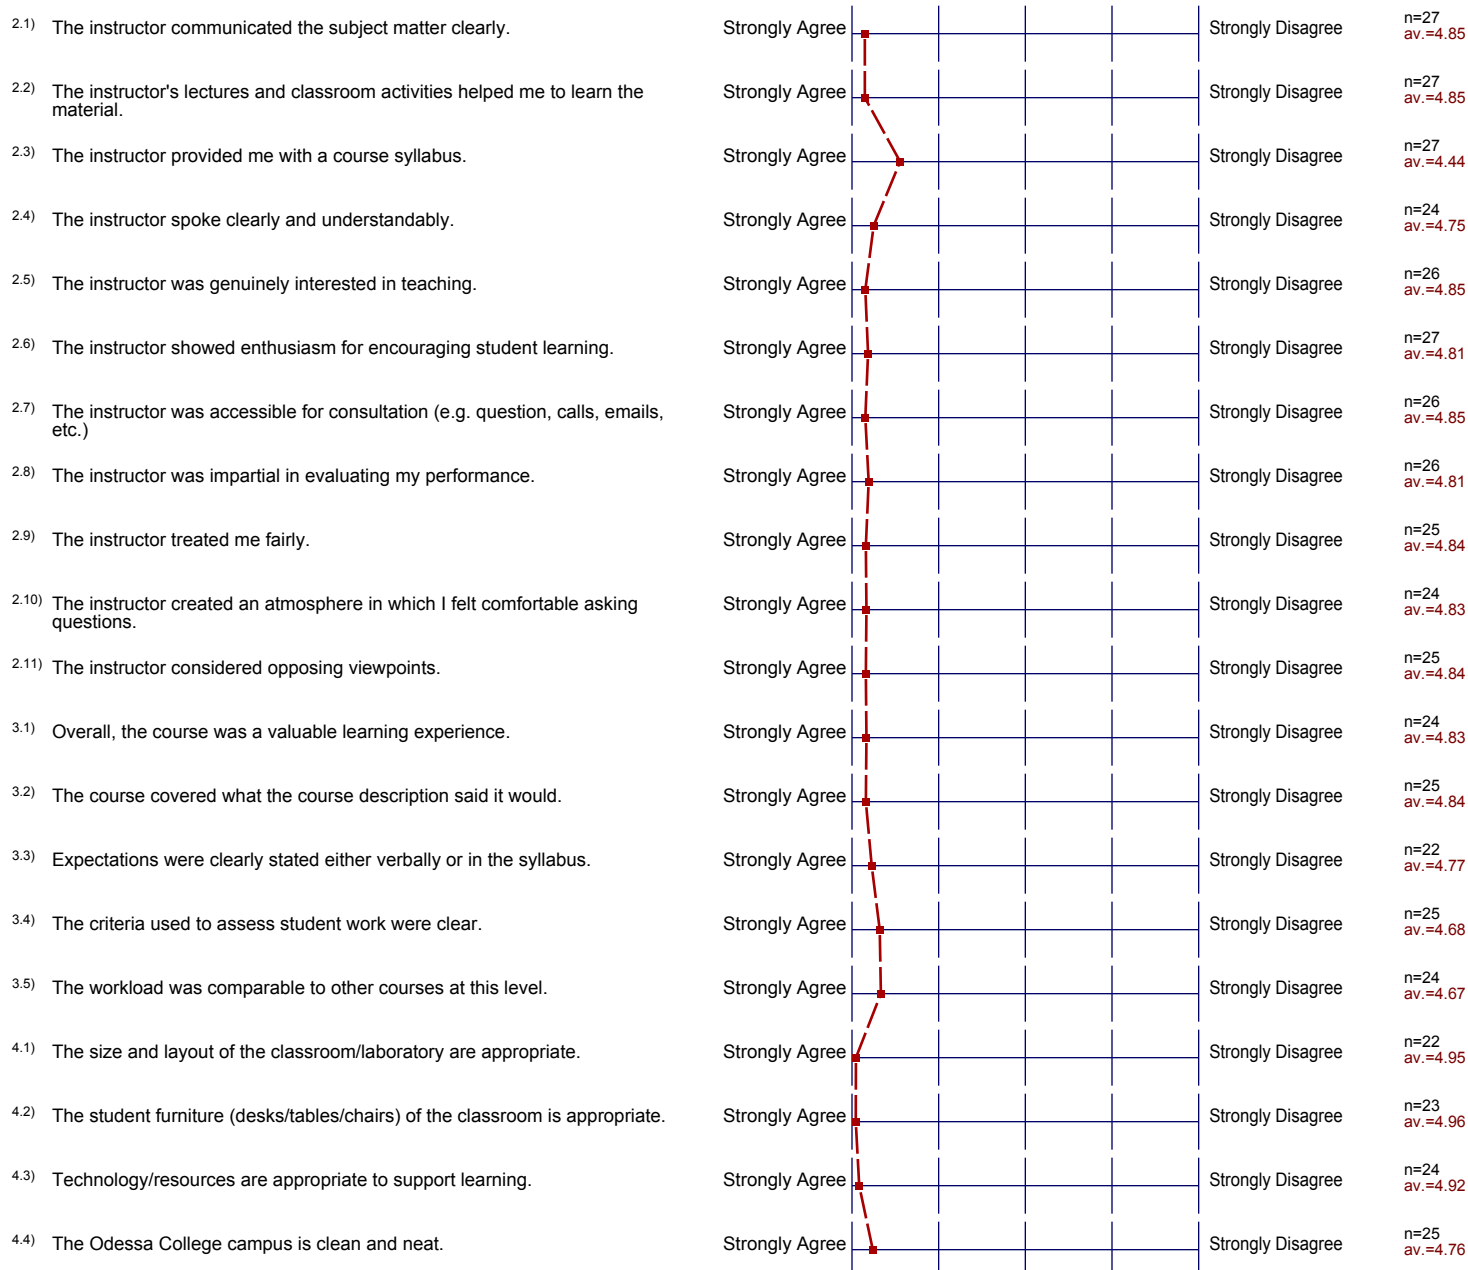 2.1) The instructor communicated the subject matter clearly. Strongly Agree Strongly Disagree n=27
av.=4.85
2.2) The instructor's lectures and classroom activities helped me to learn the
material. Strongly Agree Strongly Disagree n=27
av.=4.85
2.3) The instructor provided me with a course syllabus. Strongly Agree Strongly Disagree n=27
av.=4.44
2.4) The instructor spoke clearly and understandably. Strongly Agree Strongly Disagree n=24
av.=4.75
2.5) The instructor was genuinely interested in teaching. Strongly Agree Strongly Disagree n=26
av.=4.85
2.6) The instructor showed enthusiasm for encouraging student learning. Strongly Agree Strongly Disagree n=27
av.=4.81
2.7) The instructor was accessible for consultation (e.g. question, calls, emails,
etc.) Strongly Agree Strongly Disagree n=26
av.=4.85
2.8) The instructor was impartial in evaluating my performance. Strongly Agree Strongly Disagree n=26
av.=4.81
2.9) The instructor treated me fairly. Strongly Agree Strongly Disagree n=25
av.=4.84
2.10) The instructor created an atmosphere in which I felt comfortable asking
questions. Strongly Agree Strongly Disagree n=24
av.=4.83
2.11) The instructor considered opposing viewpoints. Strongly Agree Strongly Disagree n=25
av.=4.84
3.1) Overall, the course was a valuable learning experience. Strongly Agree Strongly Disagree n=24
av.=4.83
3.2) The course covered what the course description said it would. Strongly Agree Strongly Disagree n=25
av.=4.84
3.3) Expectations were clearly stated either verbally or in the syllabus. Strongly Agree Strongly Disagree n=22
av.=4.77
3.4) The criteria used to assess student work were clear. Strongly Agree Strongly Disagree n=25
av.=4.68
3.5) The workload was comparable to other courses at this level. Strongly Agree Strongly Disagree n=24
av.=4.67
4.1) The size and layout of the classroom/laboratory are appropriate. Strongly Agree Strongly Disagree n=22
av.=4.95
4.2) The student furniture (desks/tables/chairs) of the classroom is appropriate. Strongly Agree Strongly Disagree n=23
av.=4.96
4.3) Technology/resources are appropriate to support learning. Strongly Agree Strongly Disagree n=24
av.=4.92
4.4) The Odessa College campus is clean and neat. Strongly Agree Strongly Disagree n=25
av.=4.76